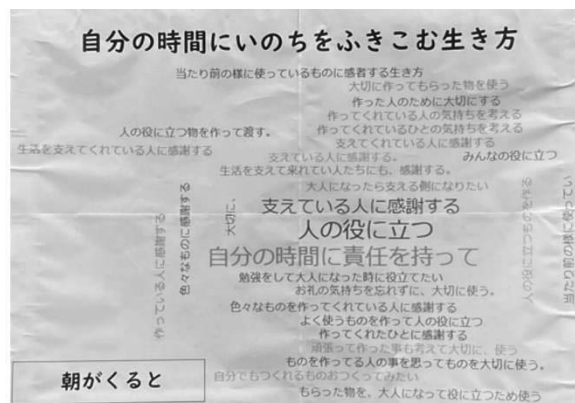 自分の時間にいのちをふきこむ生き方
当たり前の様に使っているものに感者する生き方
大切に作ってもらった物を使う
作った人のために大切にする
作ってくれている人の気持ちを考える
人の役に立つ物を作って渡す。
作ってくれているひとの気持ちを考える
支えてくれている人に感謝する
生活を支えてくれている人に感謝する
支えている人に感謝する。
みんなの役に立つ
生活を支えて来れている人たちにも、感謝する。
大人になったら支える側になりたい
作っている人に感謝する
色々なものに感謝する
大切に、
支えている人に感謝する
人の役に立つ
自分の時間に責任を持って
人の役に立つものを作る
当たり前の様に使ってい
勉強をして大人になった時に役立てたい
お礼の気持ちを忘れずに、大切に使う。
色々なものを作ってくれている人に感謝する
よく使うものを作って人の役に立つ
作ってくれたひとに感謝する
頑張って作った事も考えて大切に、使う
ものを作ってる人の事を思ってものを大切に使う。
朝がくると
自分でもつくれるものおつくってみたい
もらった物を、大人になって役に立つため使う